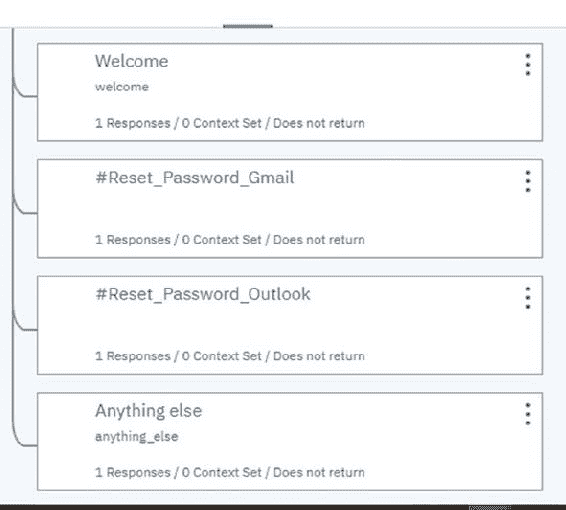 Welcome
welcome
1 Responses / 0 Context Set / Does not return
#Reset_Password_Gmail
1 Responses / 0 Context Set / Does not return
#Reset_Password_Outlook
1 Responses / 0 Context Set / Does not return
Anything else
anything_else
1 Responses / 0 Context Set / Does not return